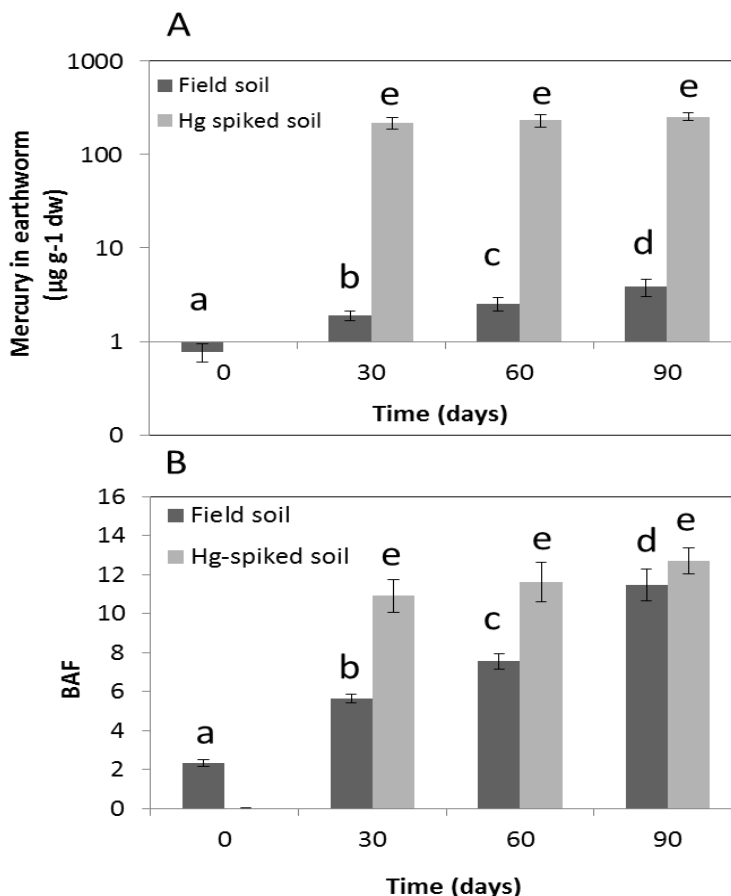 A
1000
Field soil
e
e
e
Hg spiked soil
100
Mercury in earthworm
(µg g-1 dw)
10
a
b
c
d
1
0
30
60
90
Time (days)
0
B
16
Field soil
14
Hg-spiked soil
e
e
d
e
12
10
c
8
b
BAF
6
a
4
2
0
0
30
60
90
Time (days)